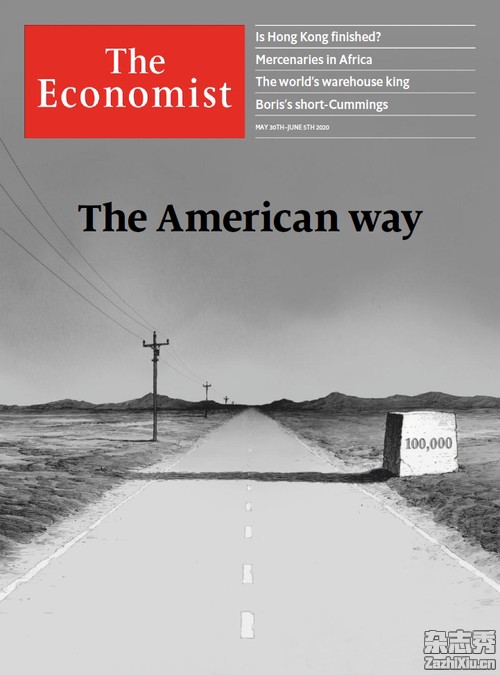 The
Economist
Is Hong Kong finished?
Mercenaries in Africa
The world's warehouse king
Boris's short-Cummings
MAY 30TH–JUNE 5TH 2020
The American way
100,000
杂志秀
ZaZhiXiu.cn